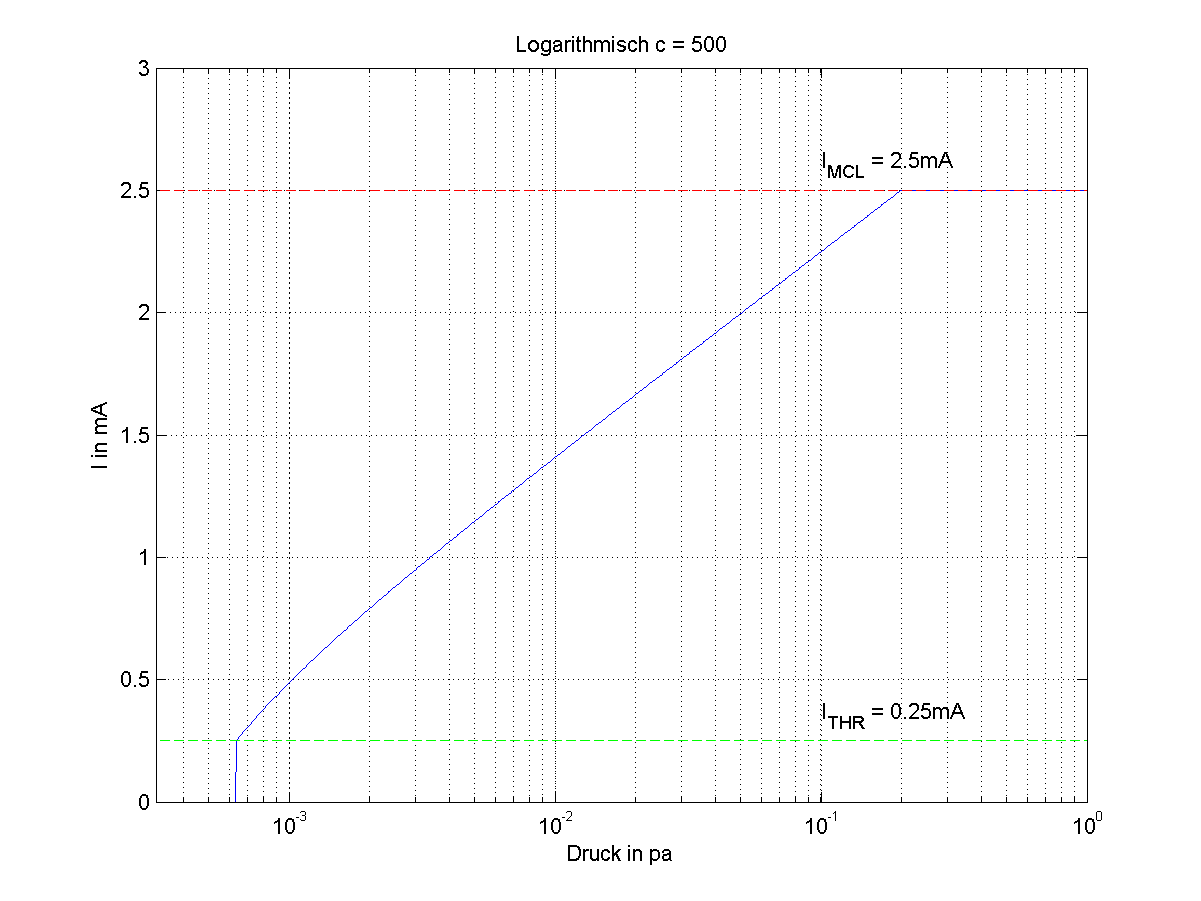 Logarithmisch c = 500
3
I_MCL = 2.5mA
2.5
2
I in mA
1.5
1
0.5
I_THR = 0.25mA
0
10^-3 10^-2 10^-1 10^0
Druck in pa